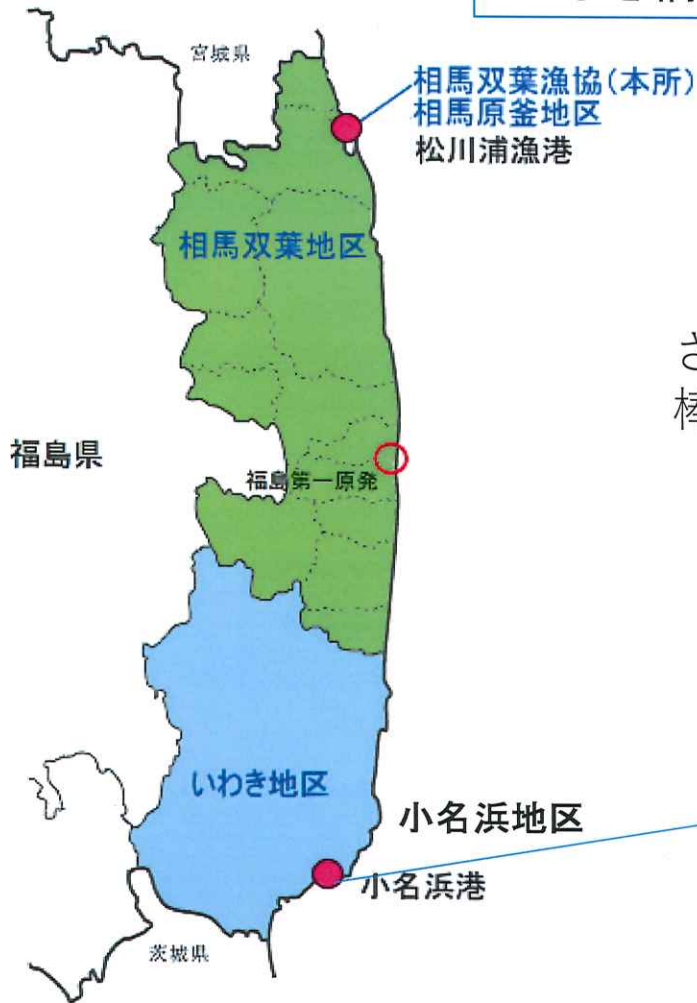 宮城県
相馬双葉漁協(本所)
相馬原釜地区
松川浦漁港
相馬双葉地区
福島県
福島第一原発
いわき地区
小名浜地区
小名浜港
茨城県
さ